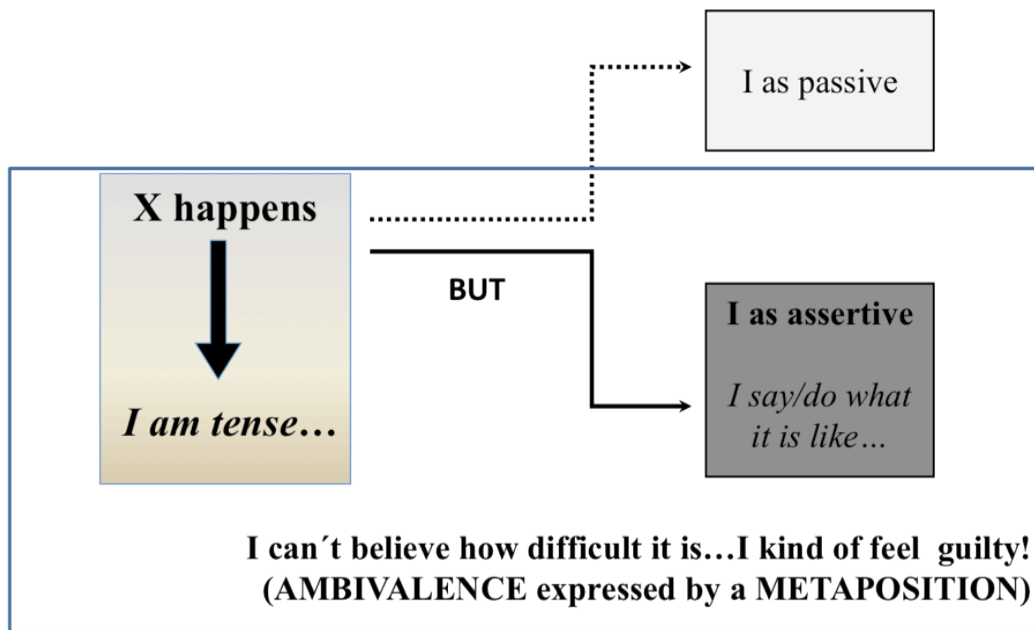 I as passive
X happens
BUT
I as assertive
I say/do what
it is like…
I am tense…
I can´t believe how difficult it is…I kind of feel guilty!
(AMBIVALENCE expressed by a METAPOSITION)